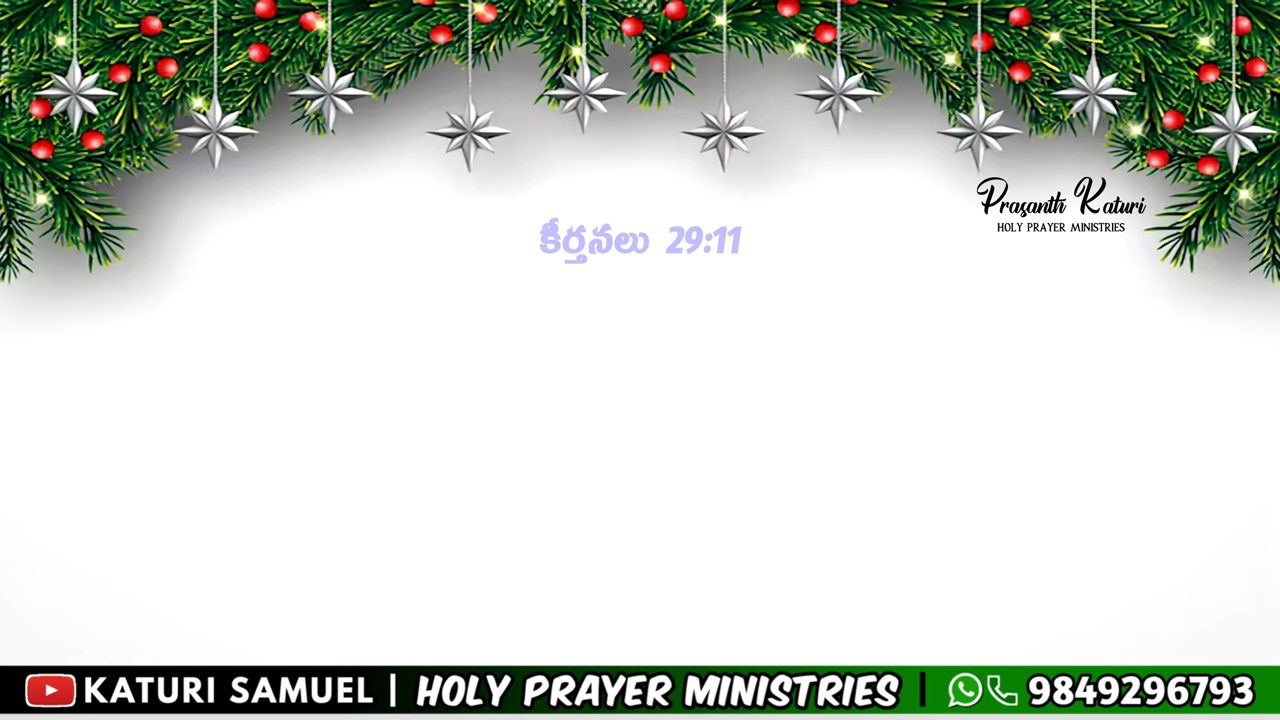 Prasanth Katuri
HOLY PRAYER MINISTRIES
కీర్తనలు 29:11
KATURI SAMUEL | HOLY PRAYER MINISTRIES | 9849296793